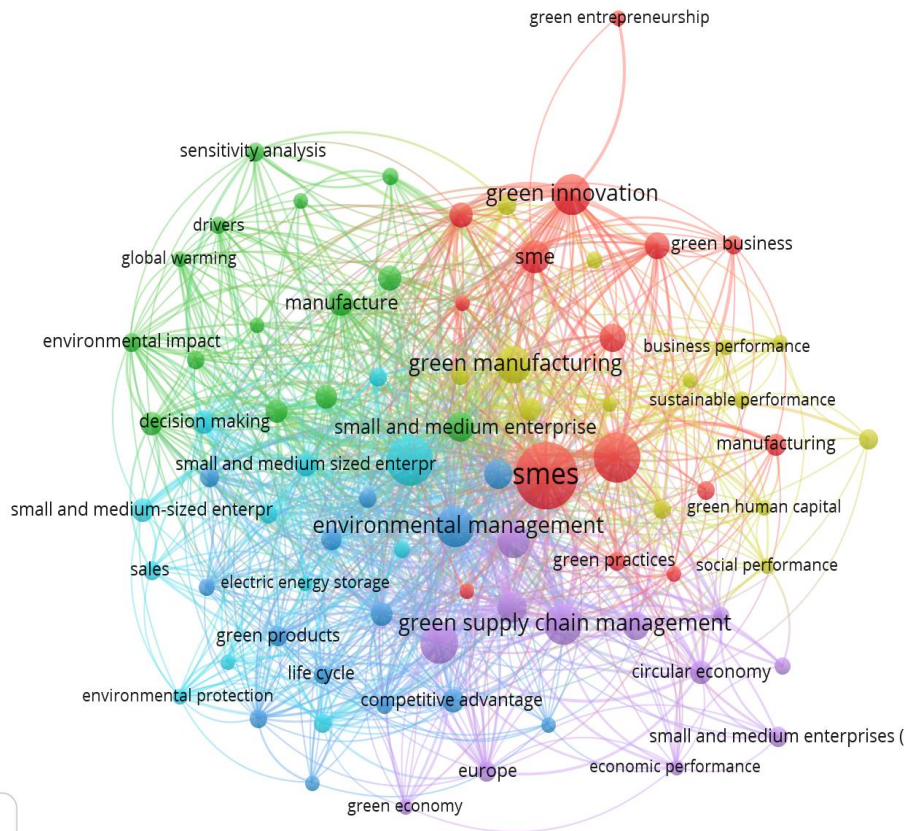 green entrepreneurship
sensitivity analysis
green innovation
drivers
green business
global warming
sme
manufacture
environmental impact
business performance
green manufacturing
sustainable performance
decision making
small and medium enterprise
manufacturing
small and medium sized enterpr
smes
small and medium-sized enterpr
green human capital
environmental management
green practices
social performance
sales
electric energy storage
green supply chain management
green products
life cycle
circular economy
environmental protection
competitive advantage
small and medium enterprises (
europe
economic performance
green economy